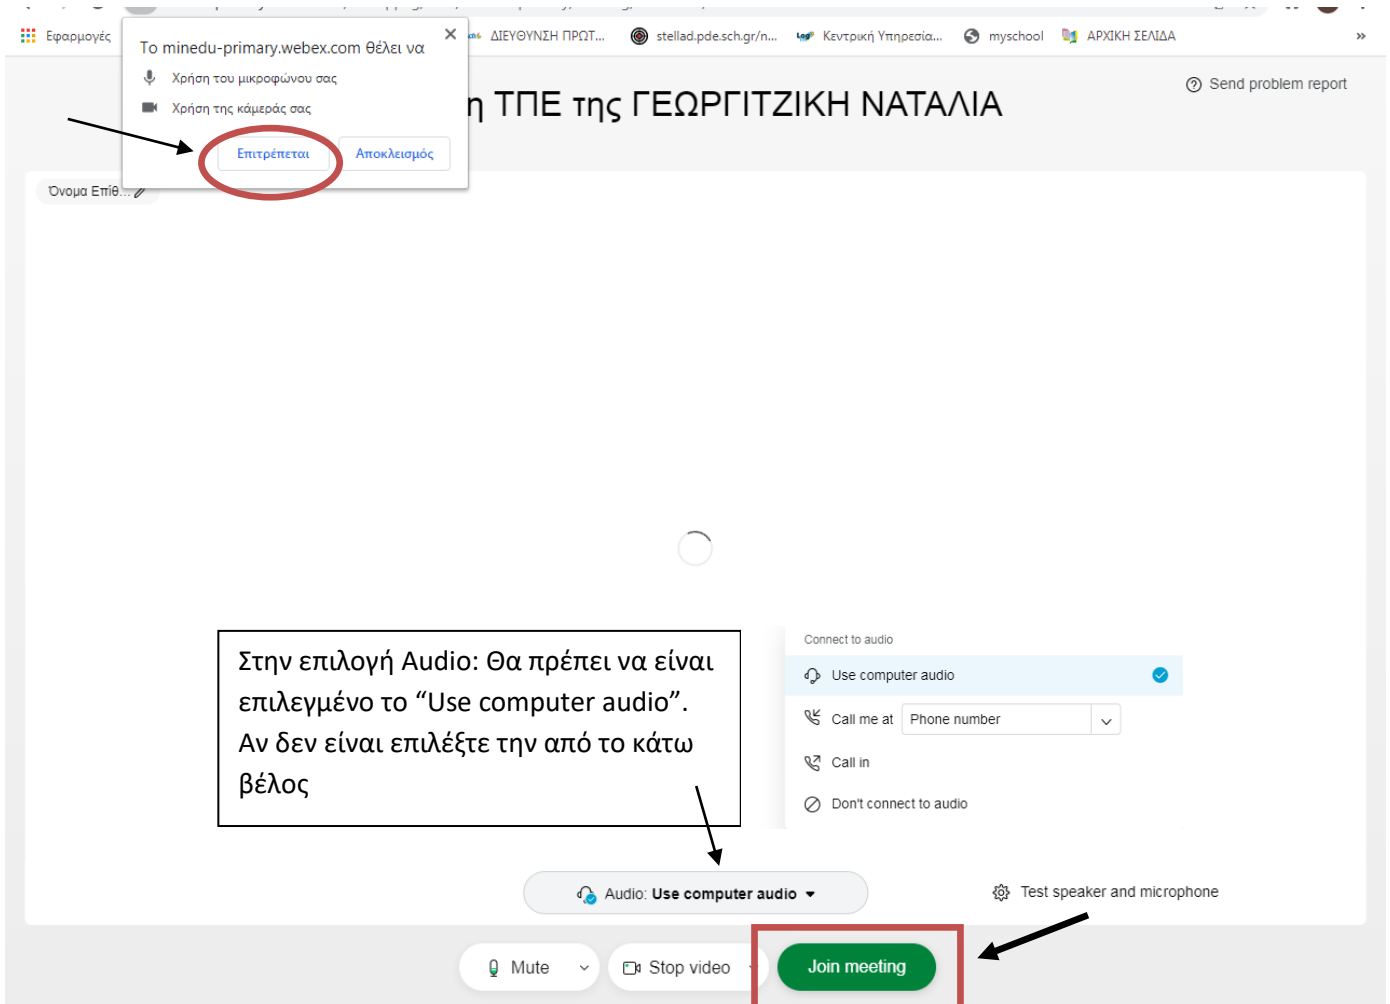 Εφαρμογές
ΔΙΕΥΘΥΝΣΗ ΠΡΩΤ...
stellad.pde.sch.gr/n...
Κεντρική Υπηρεσία...
myschool
ΑΡΧΙΚΗ ΣΕΛΙΔΑ
»
Το minedu-primary.webex.com θέλει να
Χρήση του μικροφώνου σας
Χρήση της κάμεράς σας
Επιτρέπεται
Αποκλεισμός
η ΤΠΕ της ΓΕΩΡΓΙΤΖΙΚΗ ΝΑΤΑΛΙΑ
Send problem report
Όνομα Επίθ...
Στην επιλογή Audio: Θα πρέπει να είναι
επιλεγμένο το “Use computer audio”.
Αν δεν είναι επιλέξτε την από το κάτω
βέλος
Connect to audio
Use computer audio
Call me at Phone number
Call in
Don't connect to audio
Audio: Use computer audio
Test speaker and microphone
Mute
Stop video
Join meeting